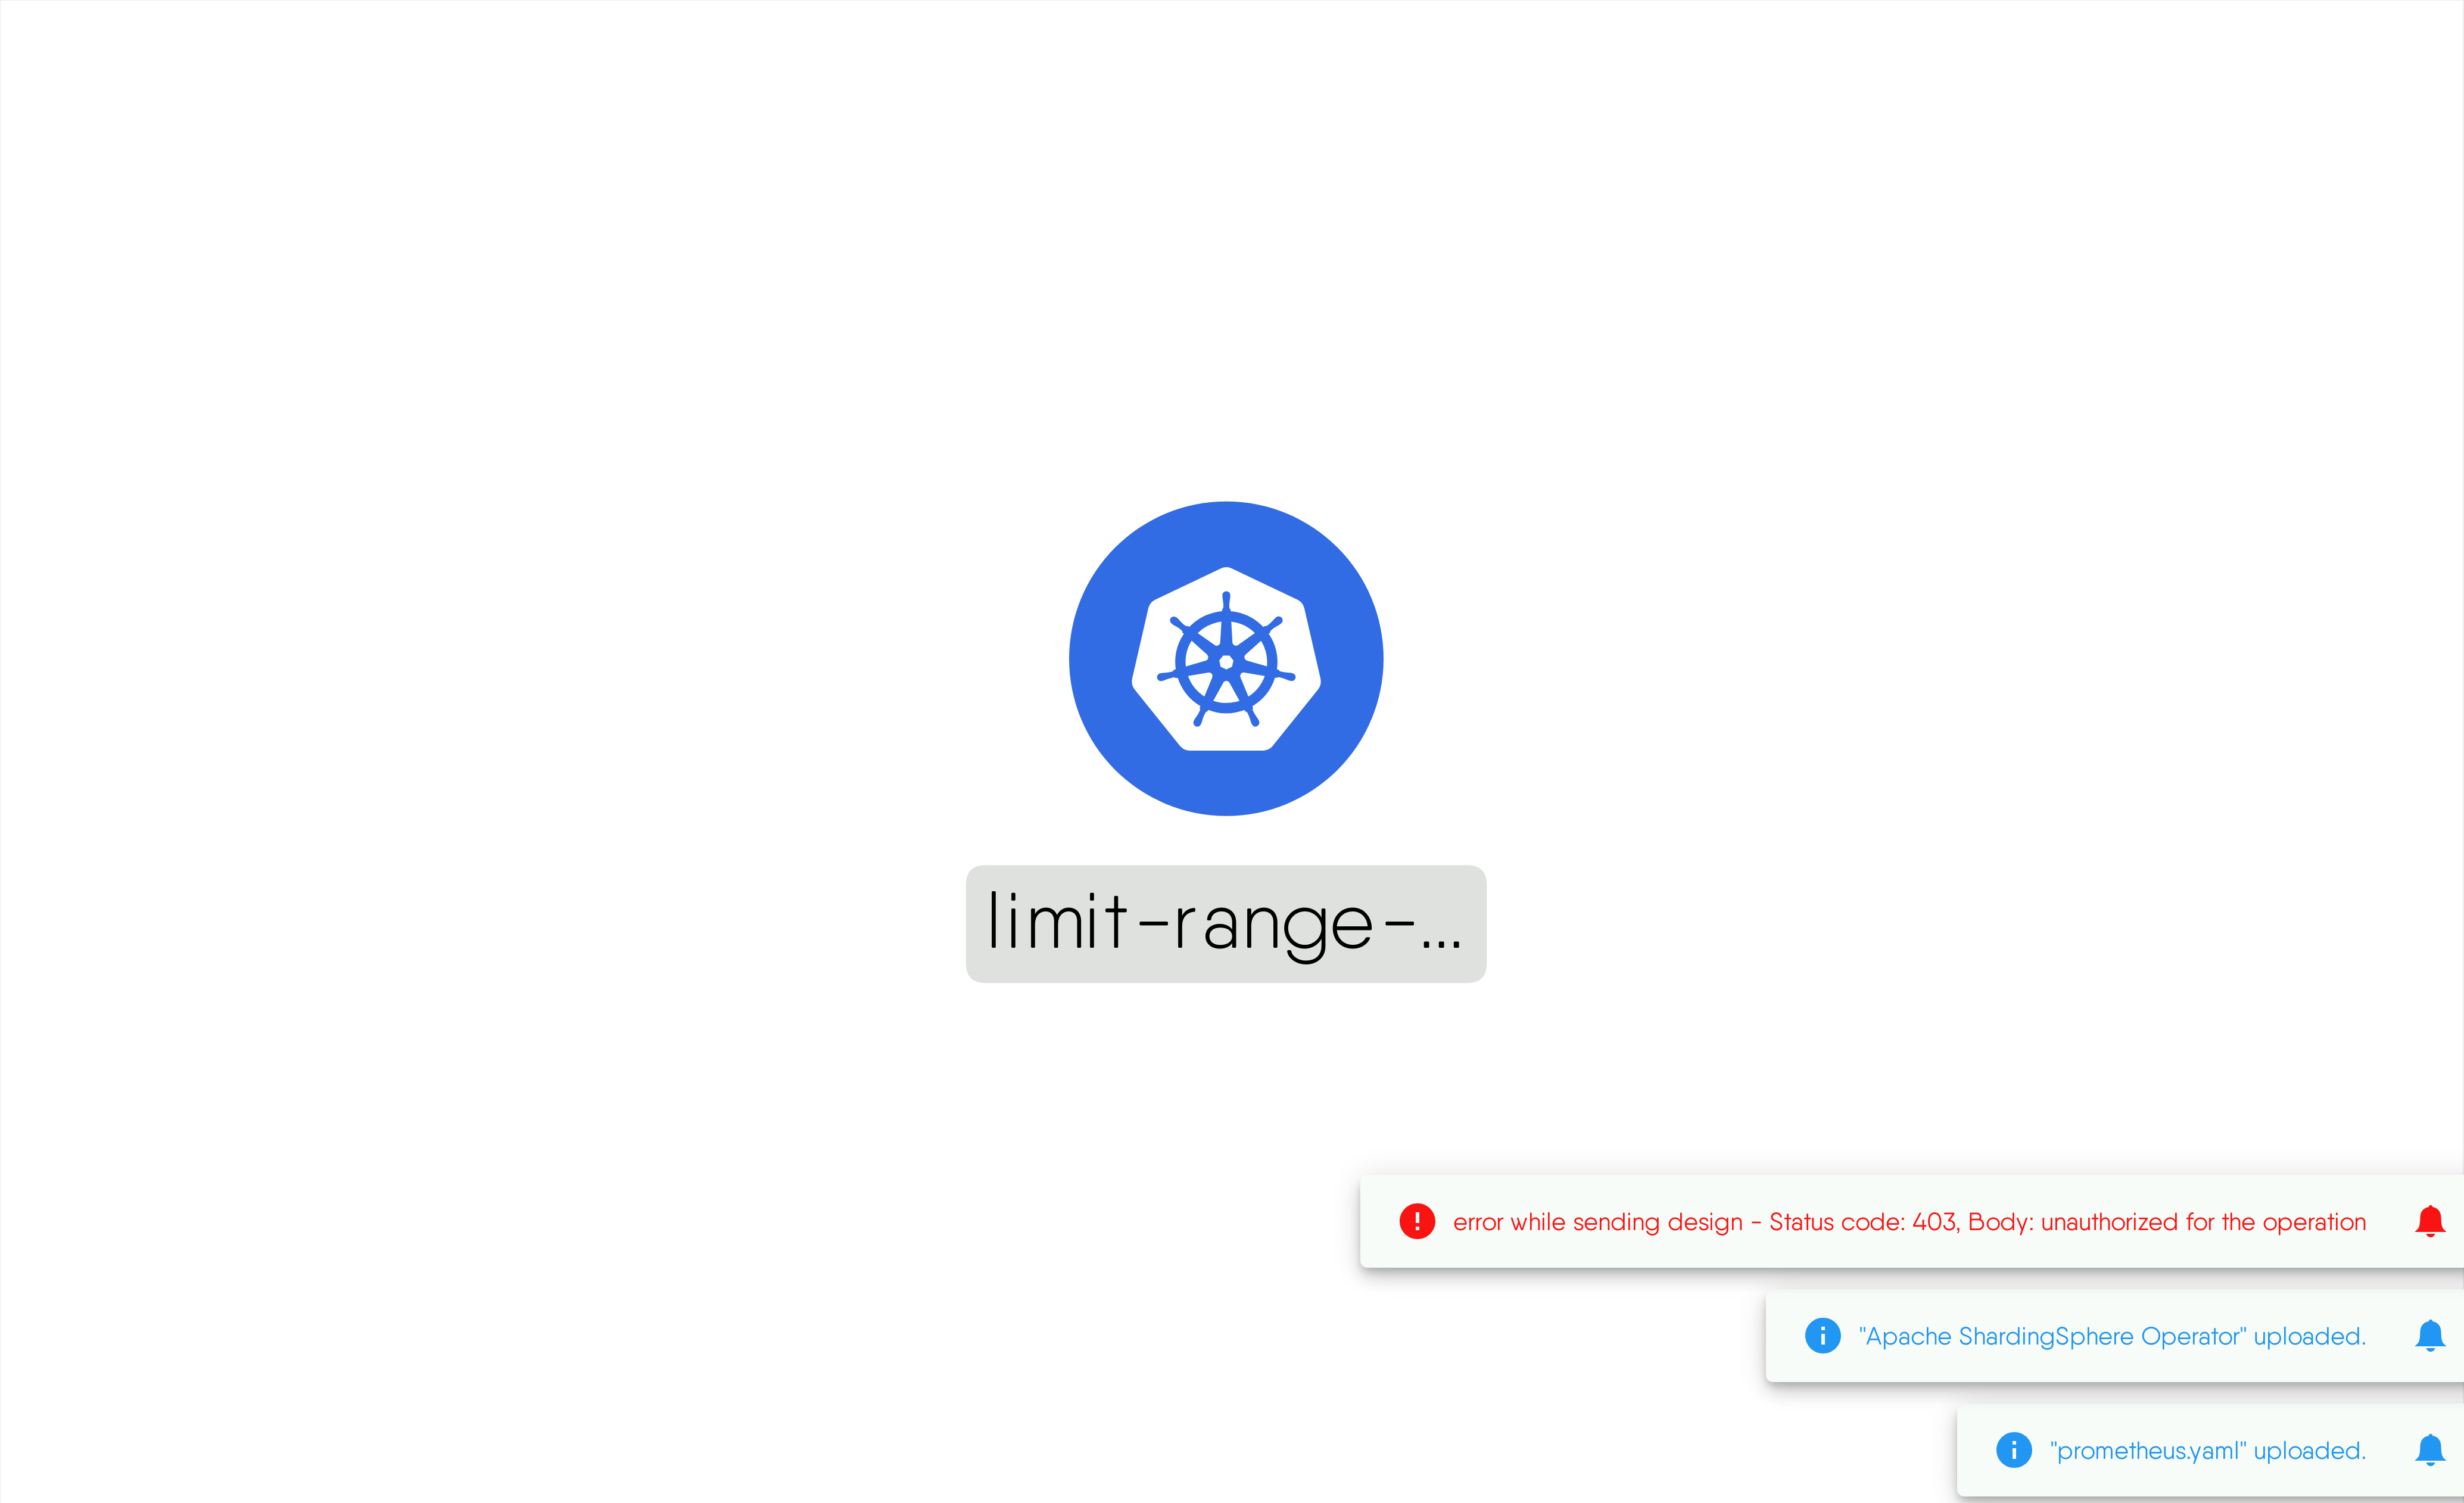 limit-range-...
error while sending design - Status code: 403, Body: unauthorized for the operation
"Apache ShardingSphere Operator" uploaded.
"prometheus.yaml" uploaded.